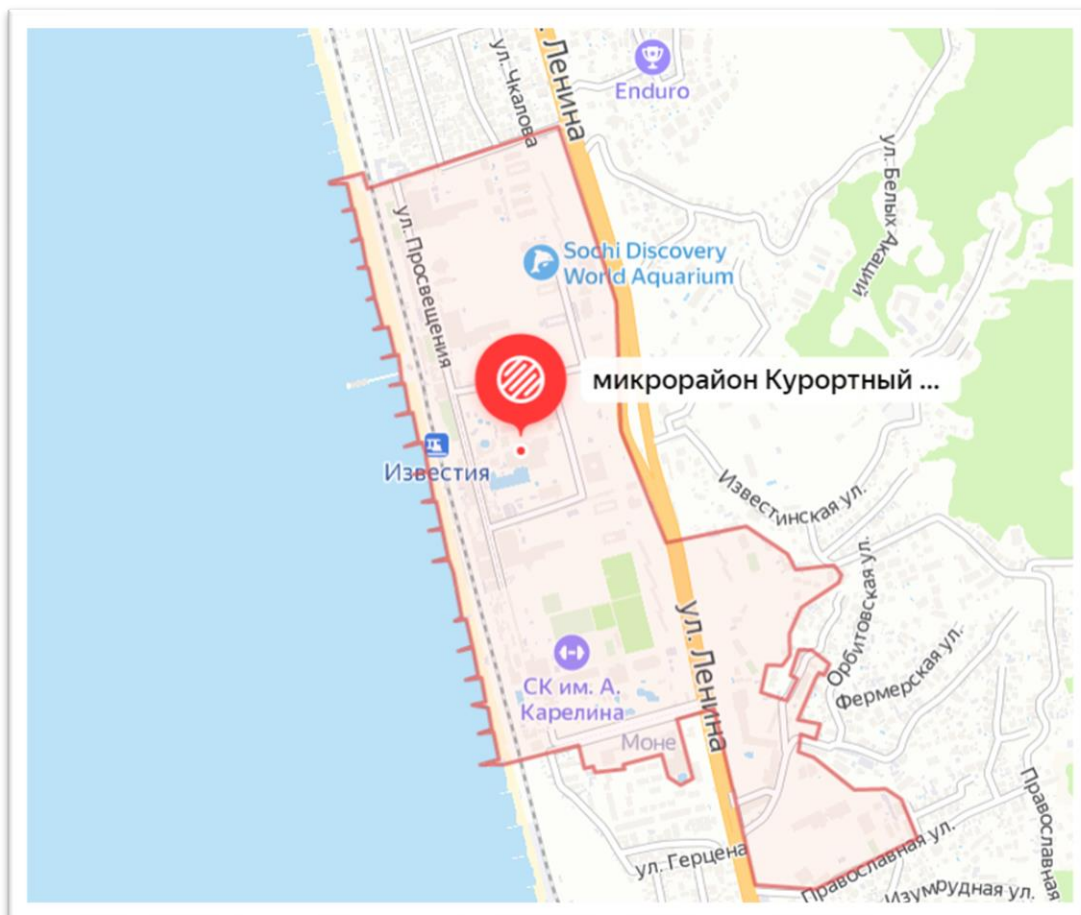 ул. Ленина
ул. Чкалова
Enduro
ул. Белых Акаций
ул. Просвещения
Sochi Discovery
World Aquarium
микрорайон Курортный ...
Известия
Известинская ул.
Орбитовская ул.
ул. Ленина
Фермерская ул.
СК им. А.
Карелина
Моне
Православная
ул. Герцена
Православная ул.
Изумрудная ул.